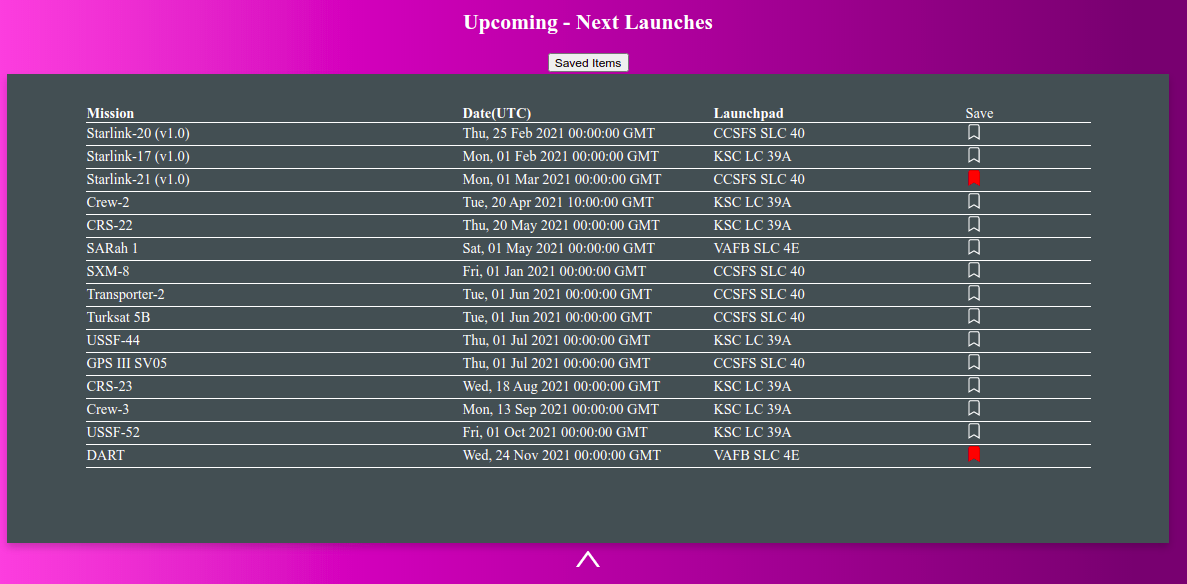 Upcoming - Next Launches
Saved Items
Mission Date(UTC) Launchpad Save
Starlink-20 (v1.0) Thu, 25 Feb 2021 00:00:00 GMT CCSFS SLC 40
Starlink-17 (v1.0) Mon, 01 Feb 2021 00:00:00 GMT KSC LC 39A
Starlink-21 (v1.0) Mon, 01 Mar 2021 00:00:00 GMT CCSFS SLC 40
Crew-2 Tue, 20 Apr 2021 10:00:00 GMT KSC LC 39A
CRS-22 Thu, 20 May 2021 00:00:00 GMT KSC LC 39A
SARah 1 Sat, 01 May 2021 00:00:00 GMT VAFB SLC 4E
SXM-8 Fri, 01 Jan 2021 00:00:00 GMT CCSFS SLC 40
Transporter-2 Tue, 01 Jun 2021 00:00:00 GMT CCSFS SLC 40
Turksat 5B Tue, 01 Jun 2021 00:00:00 GMT CCSFS SLC 40
USSF-44 Thu, 01 Jul 2021 00:00:00 GMT KSC LC 39A
GPS III SV05 Thu, 01 Jul 2021 00:00:00 GMT CCSFS SLC 40
CRS-23 Wed, 18 Aug 2021 00:00:00 GMT KSC LC 39A
Crew-3 Mon, 13 Sep 2021 00:00:00 GMT KSC LC 39A
USSF-52 Fri, 01 Oct 2021 00:00:00 GMT KSC LC 39A
DART Wed, 24 Nov 2021 00:00:00 GMT VAFB SLC 4E